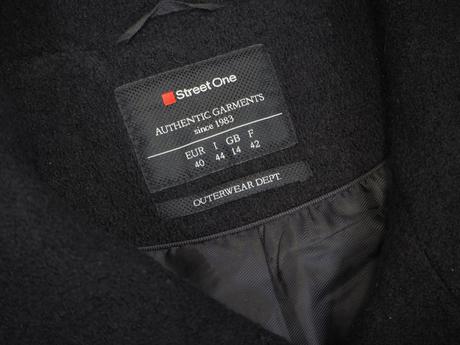 Street One
AUTHENTIC GARMENTS
since 1983
EUR I GB F
40 44 14 42
OUTERWEAR DEPT.